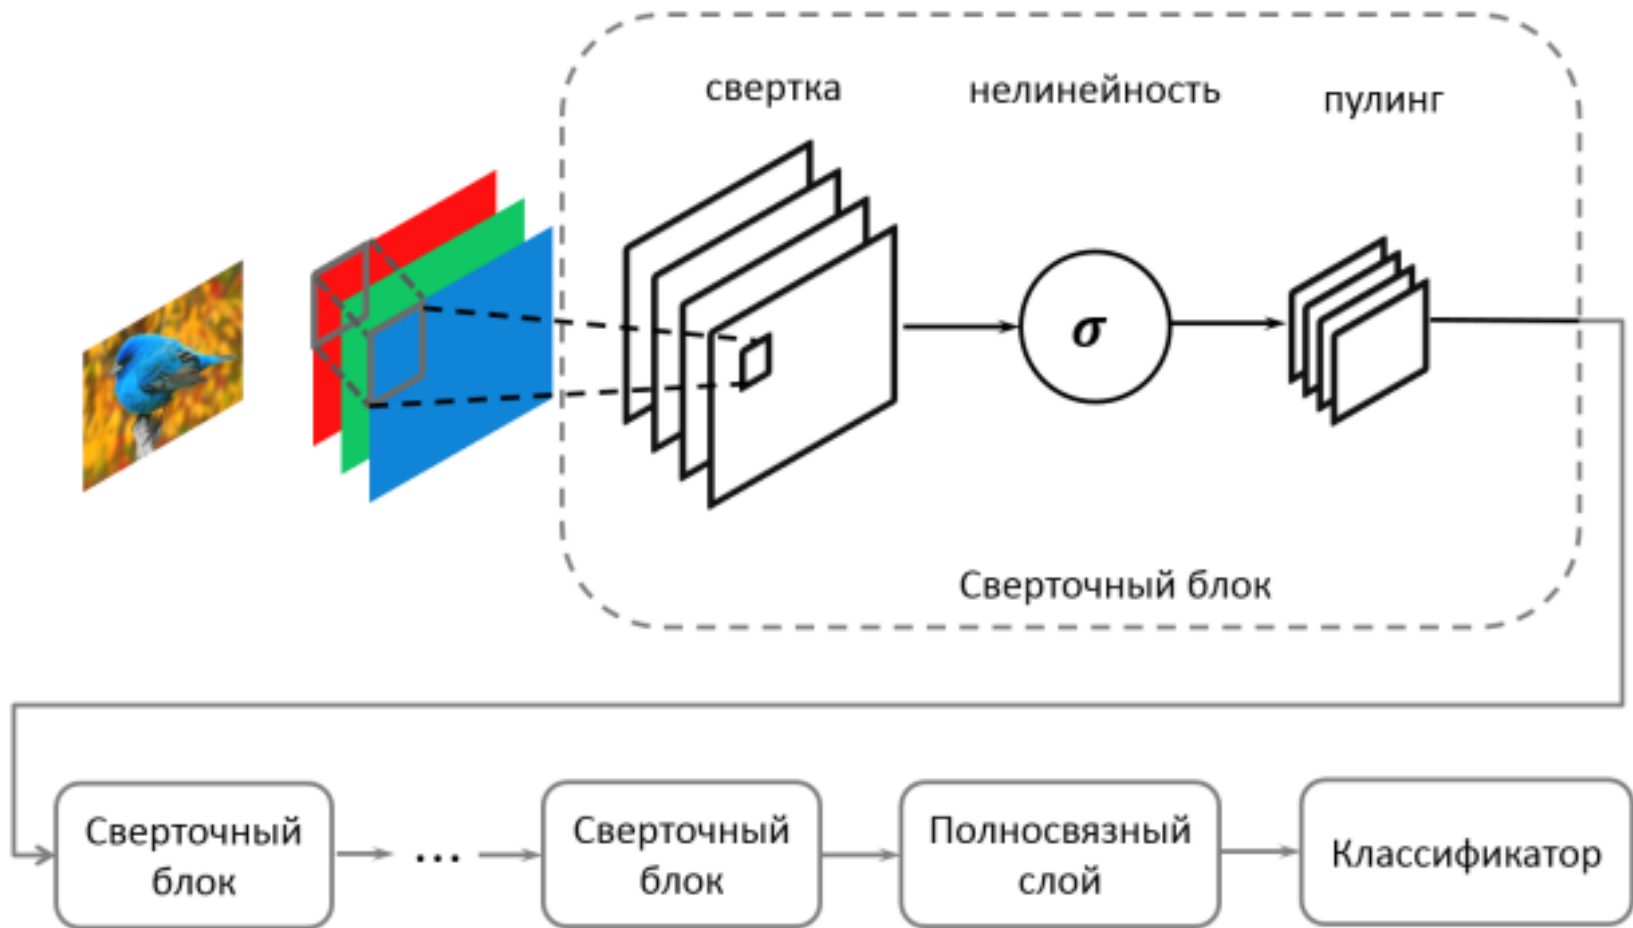 свертка
нелинейность
пулинг
σ
Сверточный блок
Сверточный
блок
...
Сверточный
блок
Полносвязный
слой
Классификатор